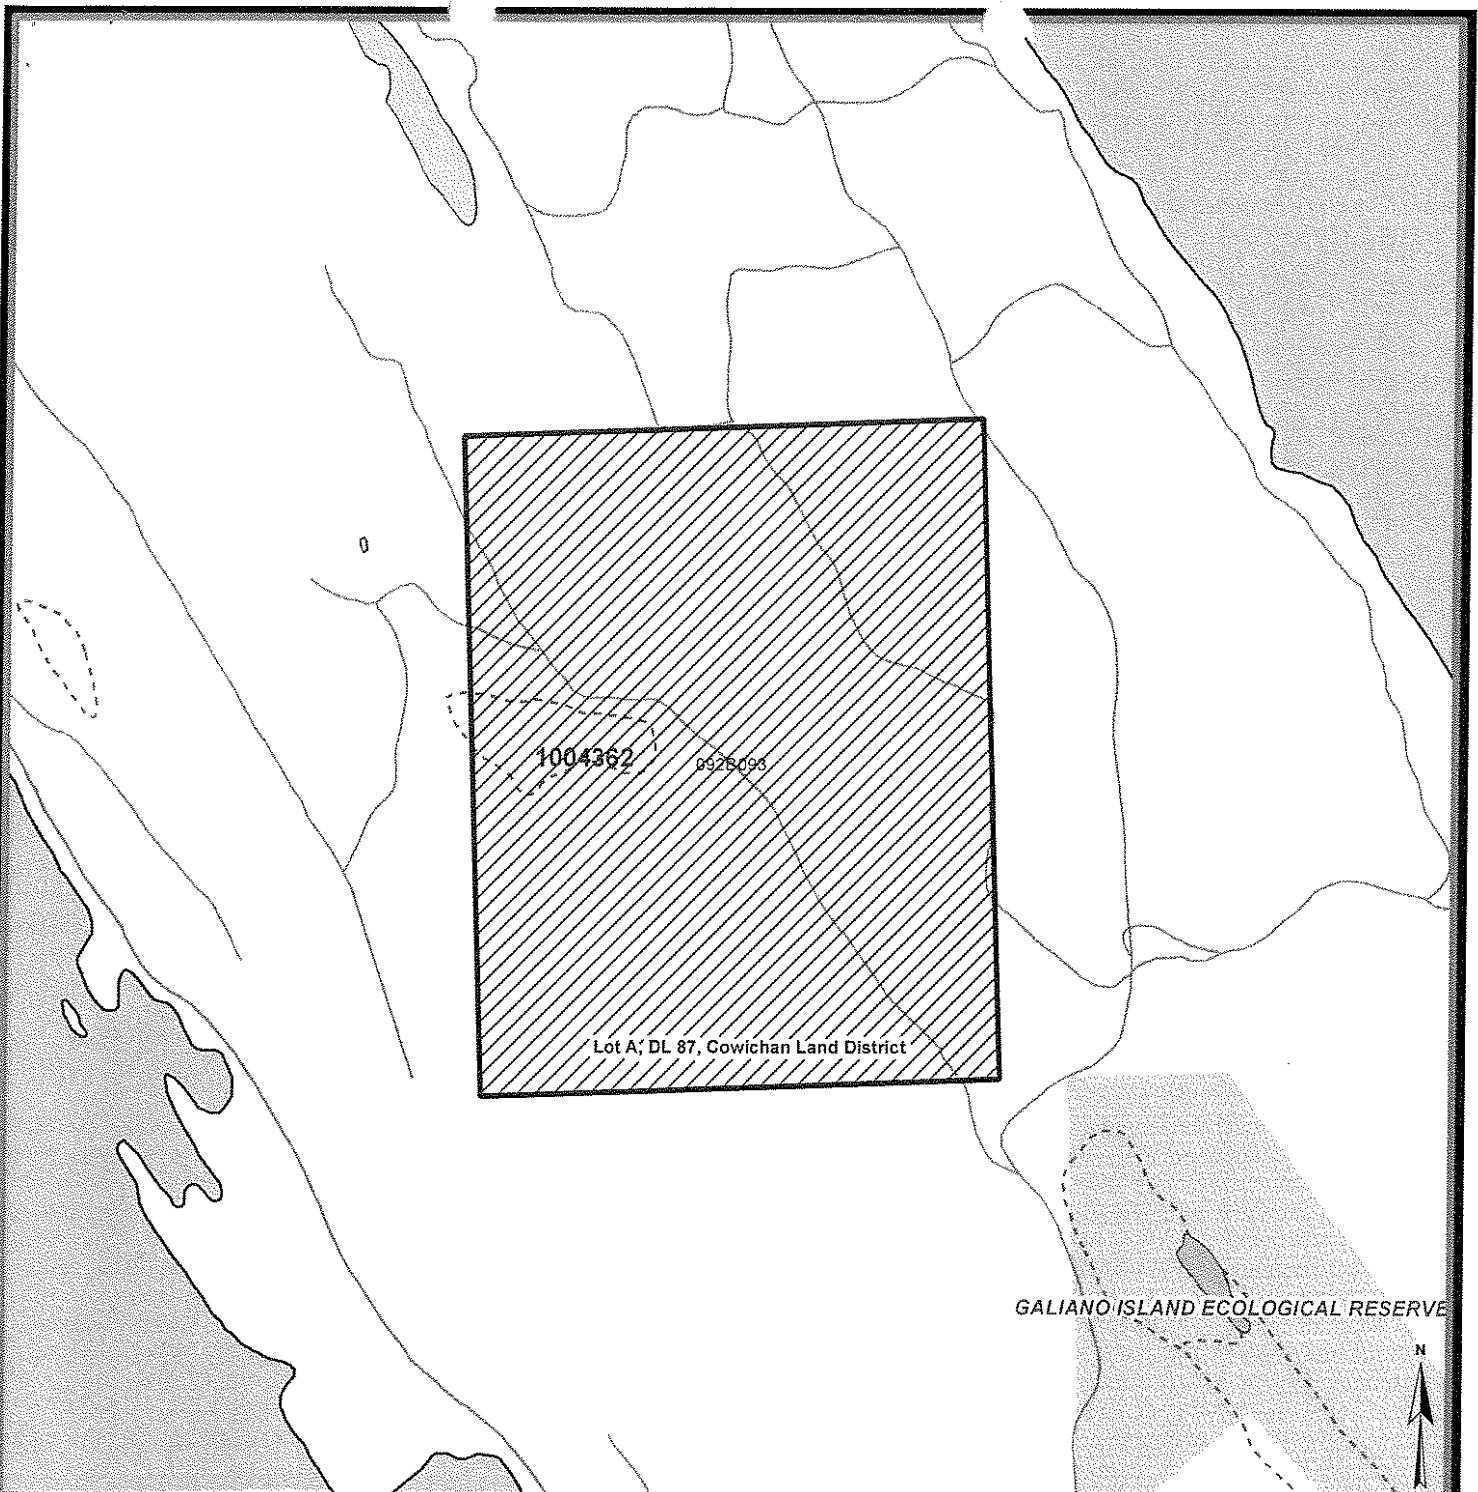 1004362
092B093
Lot A, DL 87, Cowichan Land District
GALIANO ISLAND ECOLOGICAL RESERVE
N